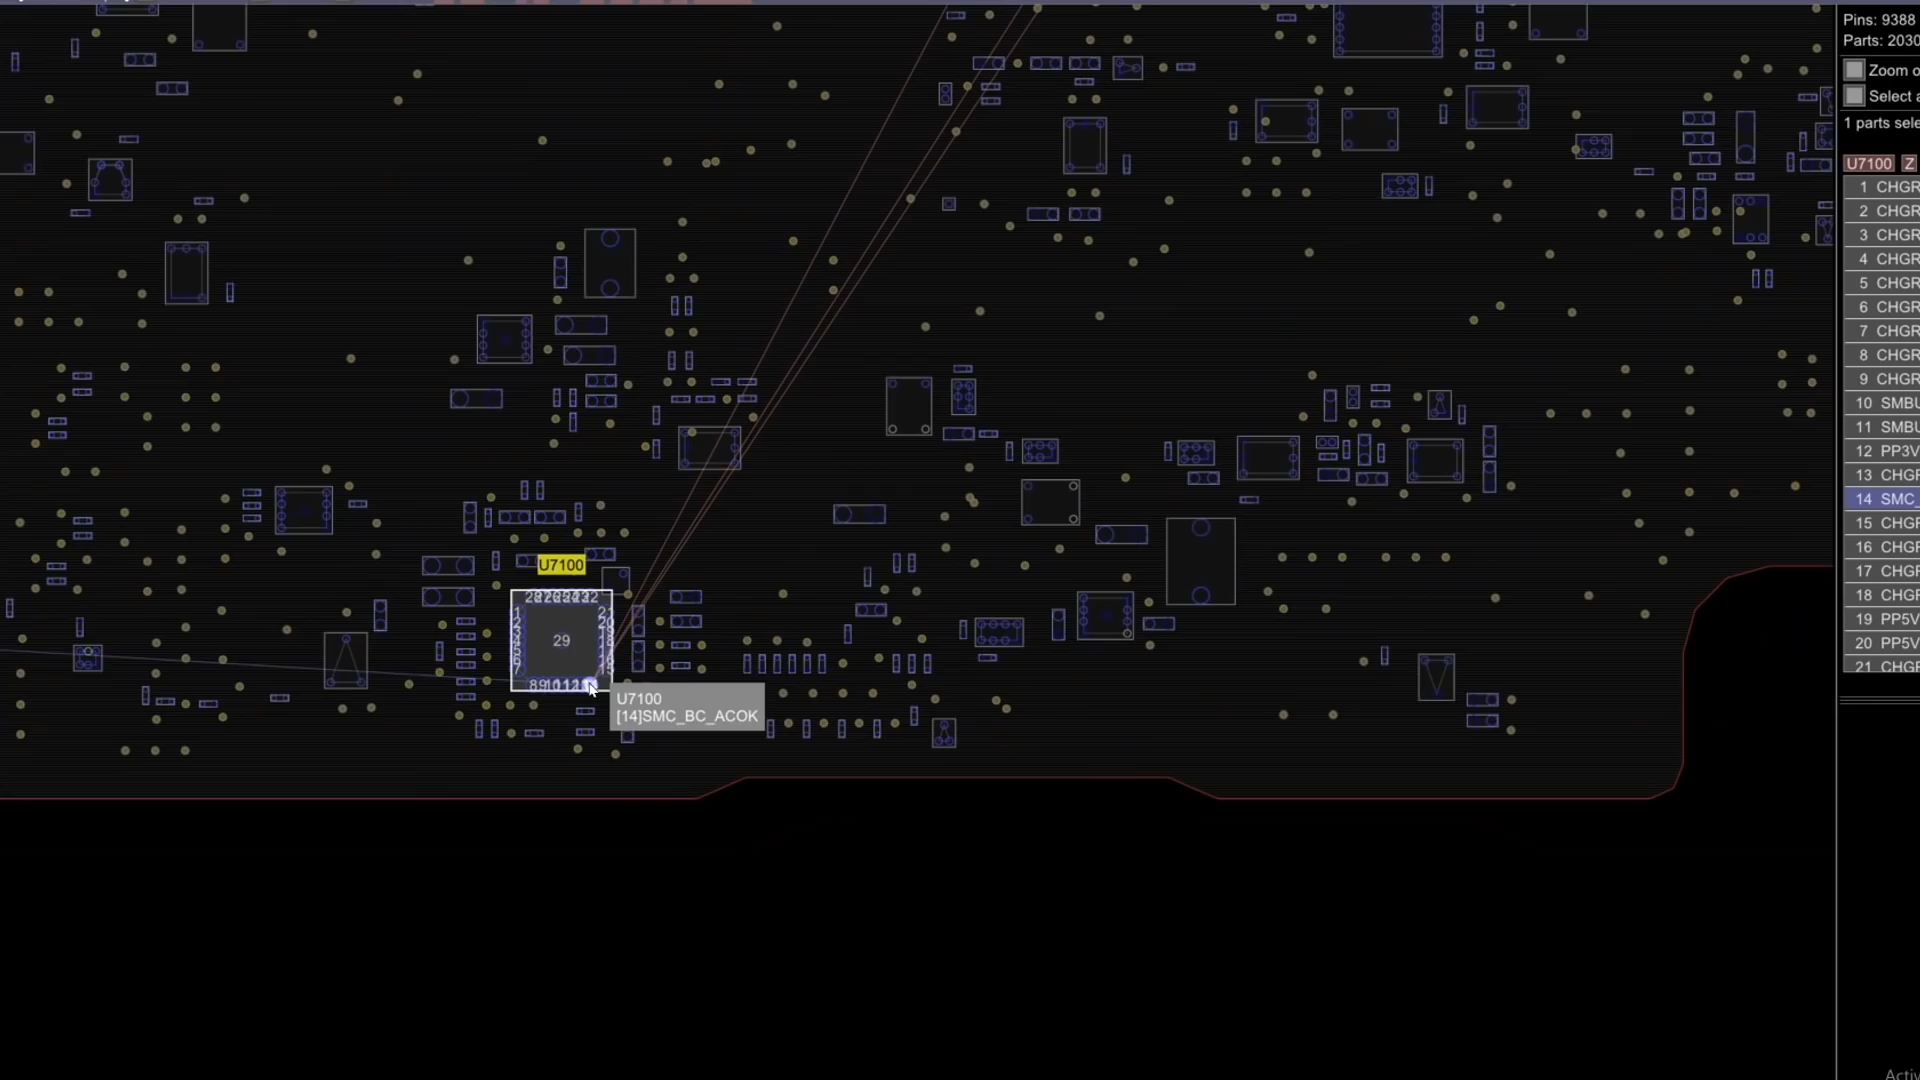 Pins: 9388
Parts: 2030
Zoom o
Select a
1 parts sele
U7100 Z
1 CHGR
2 CHGR
3 CHGR
4 CHGR
5 CHGR
6 CHGR
7 CHGR
8 CHGR
9 CHGR
10 SMBU
11 SMBU
12 PP3V
13 CHGR
14 SMC_
15 CHGR
16 CHGR
17 CHGR
18 CHGR
19 PP5V
20 PP5V
21 CHGR
U7100
29
U7100
[14]SMC_BC_ACOK
Activ